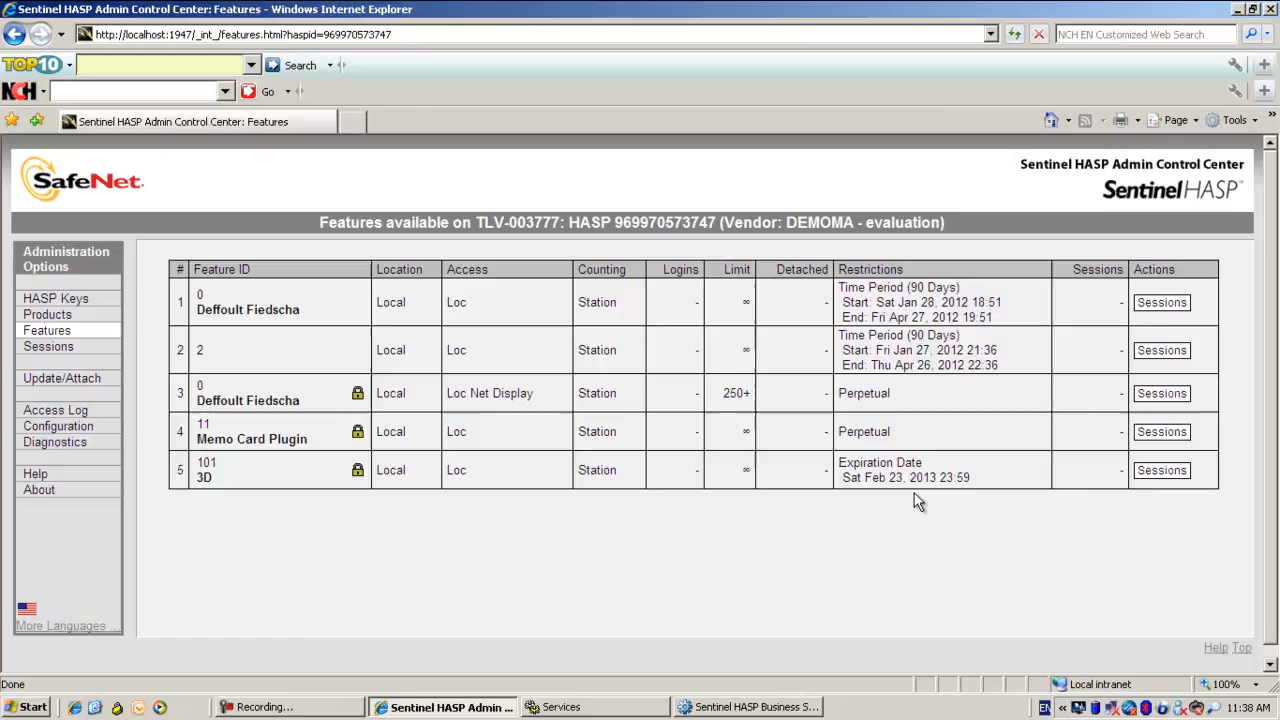 Sentinel HASP Admin Control Center: Features - Windows Internet Explorer
http://localhost:1947/_int_/features.html?haspid=969970573747
NCH EN Customized Web Search
TOP10 Search
NCH Go
Sentinel HASP Admin Control Center: Features
Page Tools
SafeNet.
Sentinel HASP Admin Control Center
Sentinel HASP™
Features available on TLV-003777: HASP 969970573747 (Vendor: DEMOMA - evaluation)
Administration
Options
HASP Keys
Products
Features
Sessions
Update/Attach
Access Log
Configuration
Diagnostics
Help
About
More Languages ...
# Feature ID Location Access Counting Logins Limit Detached Restrictions Sessions Actions
1 0 Deffoult Fiedscha Local Loc Station - ∞ - Time Period (90 Days) - Sessions
Start: Sat Jan 28, 2012 18:51
End: Fri Apr 27, 2012 19:51
2 2 Local Loc Station - ∞ - Time Period (90 Days) - Sessions
Start: Fri Jan 27, 2012 21:36
End: Thu Apr 26, 2012 22:36
3 0 Deffoult Fiedscha Local Loc Net Display Station - 250+ - Perpetual - Sessions
4 11 Memo Card Plugin Local Loc Station - ∞ - Perpetual - Sessions
5 101 3D Local Loc Station - ∞ - Expiration Date - Sessions
Sat Feb 23, 2013 23:59
Help Top
Done Local intranet 100%
Start Recording... Sentinel HASP Admin ... Services Sentinel HASP Business S... EN 11:38 AM